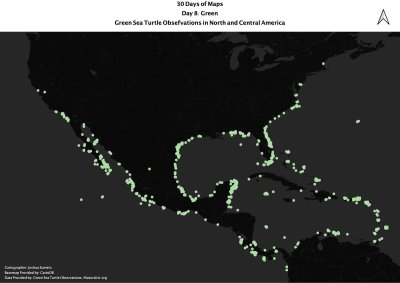 30 Days of Maps
Day 8: Green
Green Sea Turtle Obsefvations in North and Central America
Cartographer: Joshua Sumers
Basemap Provided by: CartoDB
Data Provided by: Green Sea Turtle Observations. iNaturalist.org